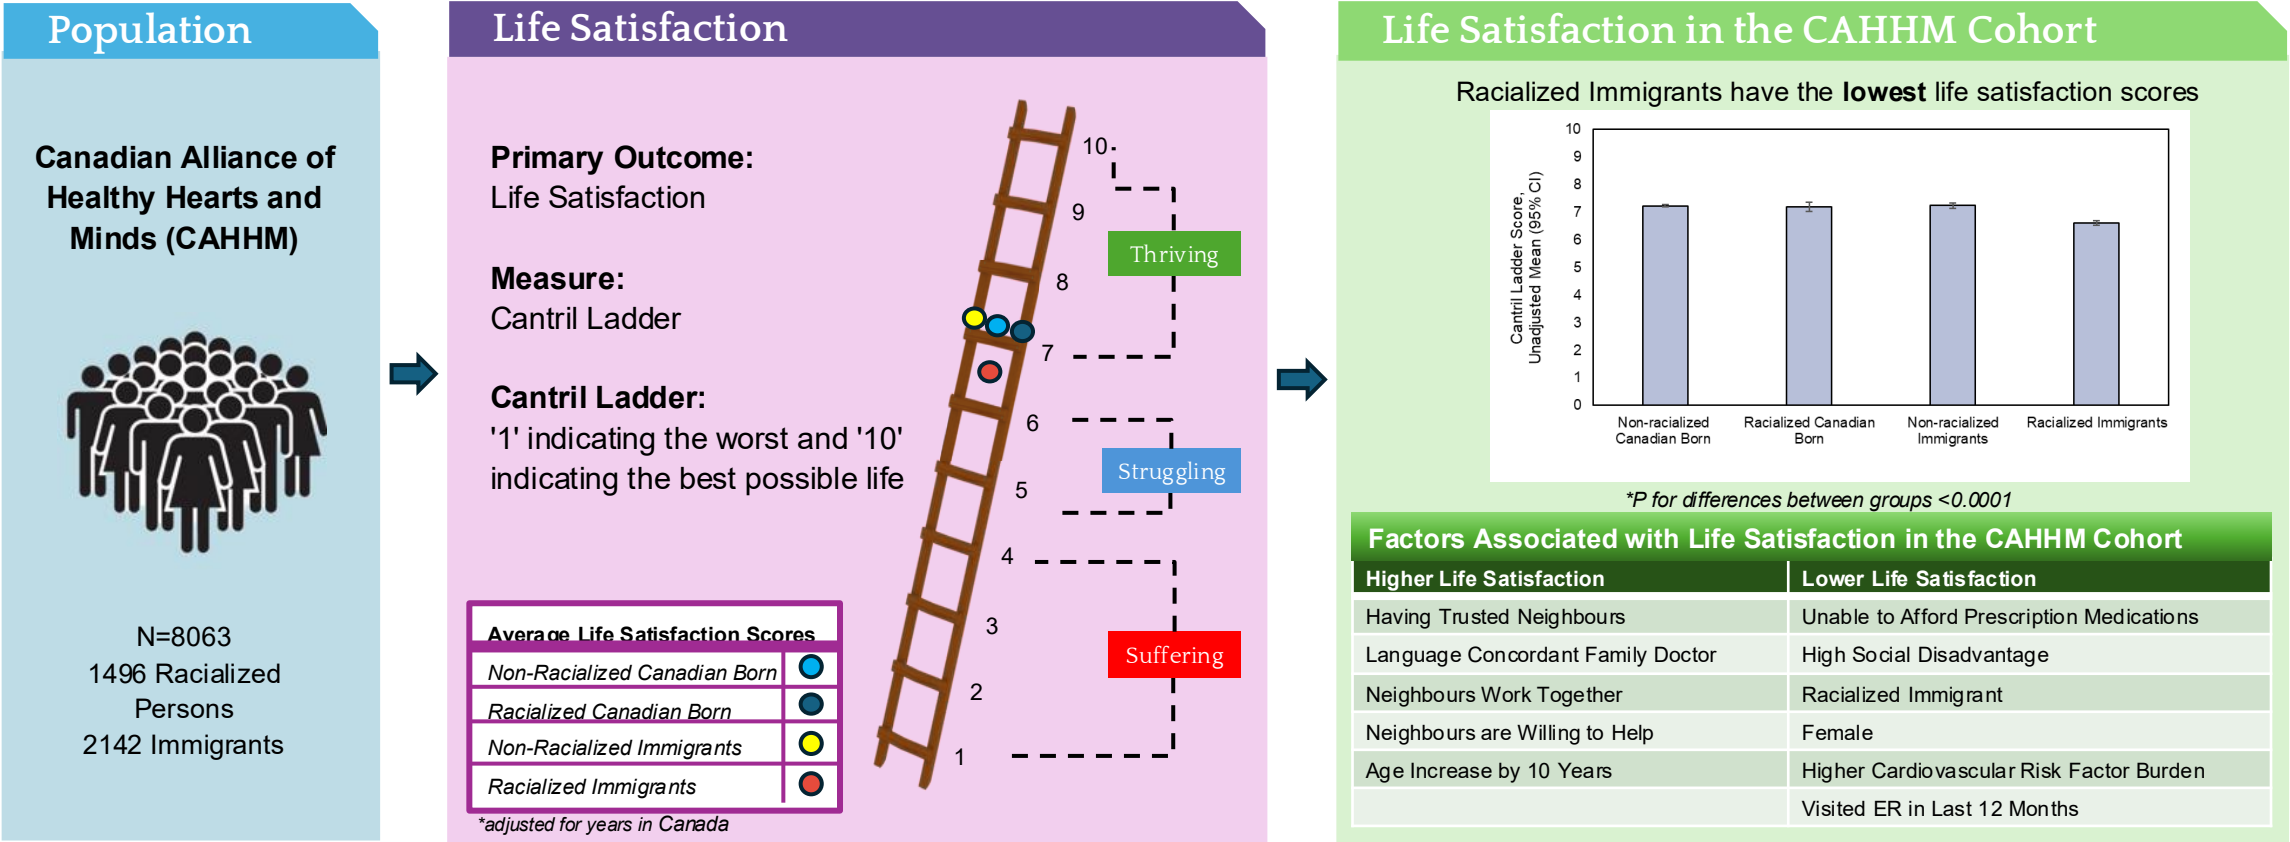 Population
Canadian Alliance of
Healthy Hearts and
Minds (CAHHM)
N=8063
1496 Racialized
Persons
2142 Immigrants
Life Satisfaction
Primary Outcome:
Life Satisfaction
Measure:
Cantril Ladder
Cantril Ladder:
'1' indicating the worst and '10'
indicating the best possible life
10
9
8
7
6
5
4
3
2
1
Thriving
Struggling
Suffering
Average Life Satisfaction Scores
Non-Racialized Canadian Born
Racialized Canadian Born
Non-Racialized Immigrants
Racialized Immigrants
*adjusted for years in Canada
Life Satisfaction in the CAHHM Cohort
Racialized Immigrants have the lowest life satisfaction scores
Cantril Ladder Score,
Unadjusted Mean (95% CI)
10
9
8
7
6
5
4
3
2
1
0
Non-racialized
Canadian Born
Racialized Canadian
Born
Non-racialized
Immigrants
Racialized Immigrants
*P for differences between groups <0.0001
Factors Associated with Life Satisfaction in the CAHHM Cohort
Higher Life Satisfaction
Lower Life Satisfaction
Having Trusted Neighbours
Unable to Afford Prescription Medications
Language Concordant Family Doctor
High Social Disadvantage
Neighbours Work Together
Racialized Immigrant
Neighbours are Willing to Help
Female
Age Increase by 10 Years
Higher Cardiovascular Risk Factor Burden
Visited ER in Last 12 Months